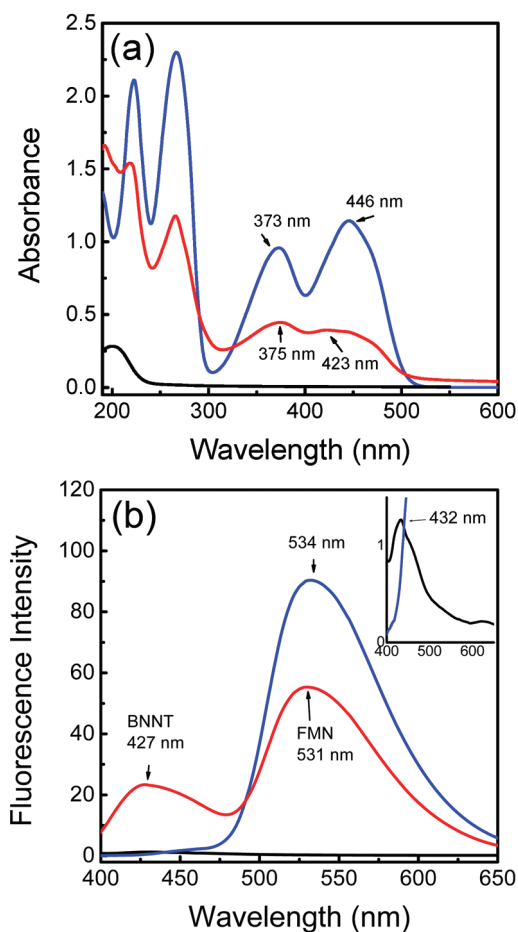 (a)
2.5
2.0
1.5
1.0
0.5
0.0
Absorbance
373 nm
446 nm
375 nm
423 nm
200
300
400
500
600
Wavelength (nm)
(b)
120
100
80
60
40
20
0
Fluorescence Intensity
534 nm
BNNT
427 nm
FMN
531 nm
432 nm
1
0
400
500
600
400
450
500
550
600
650
Wavelength (nm)